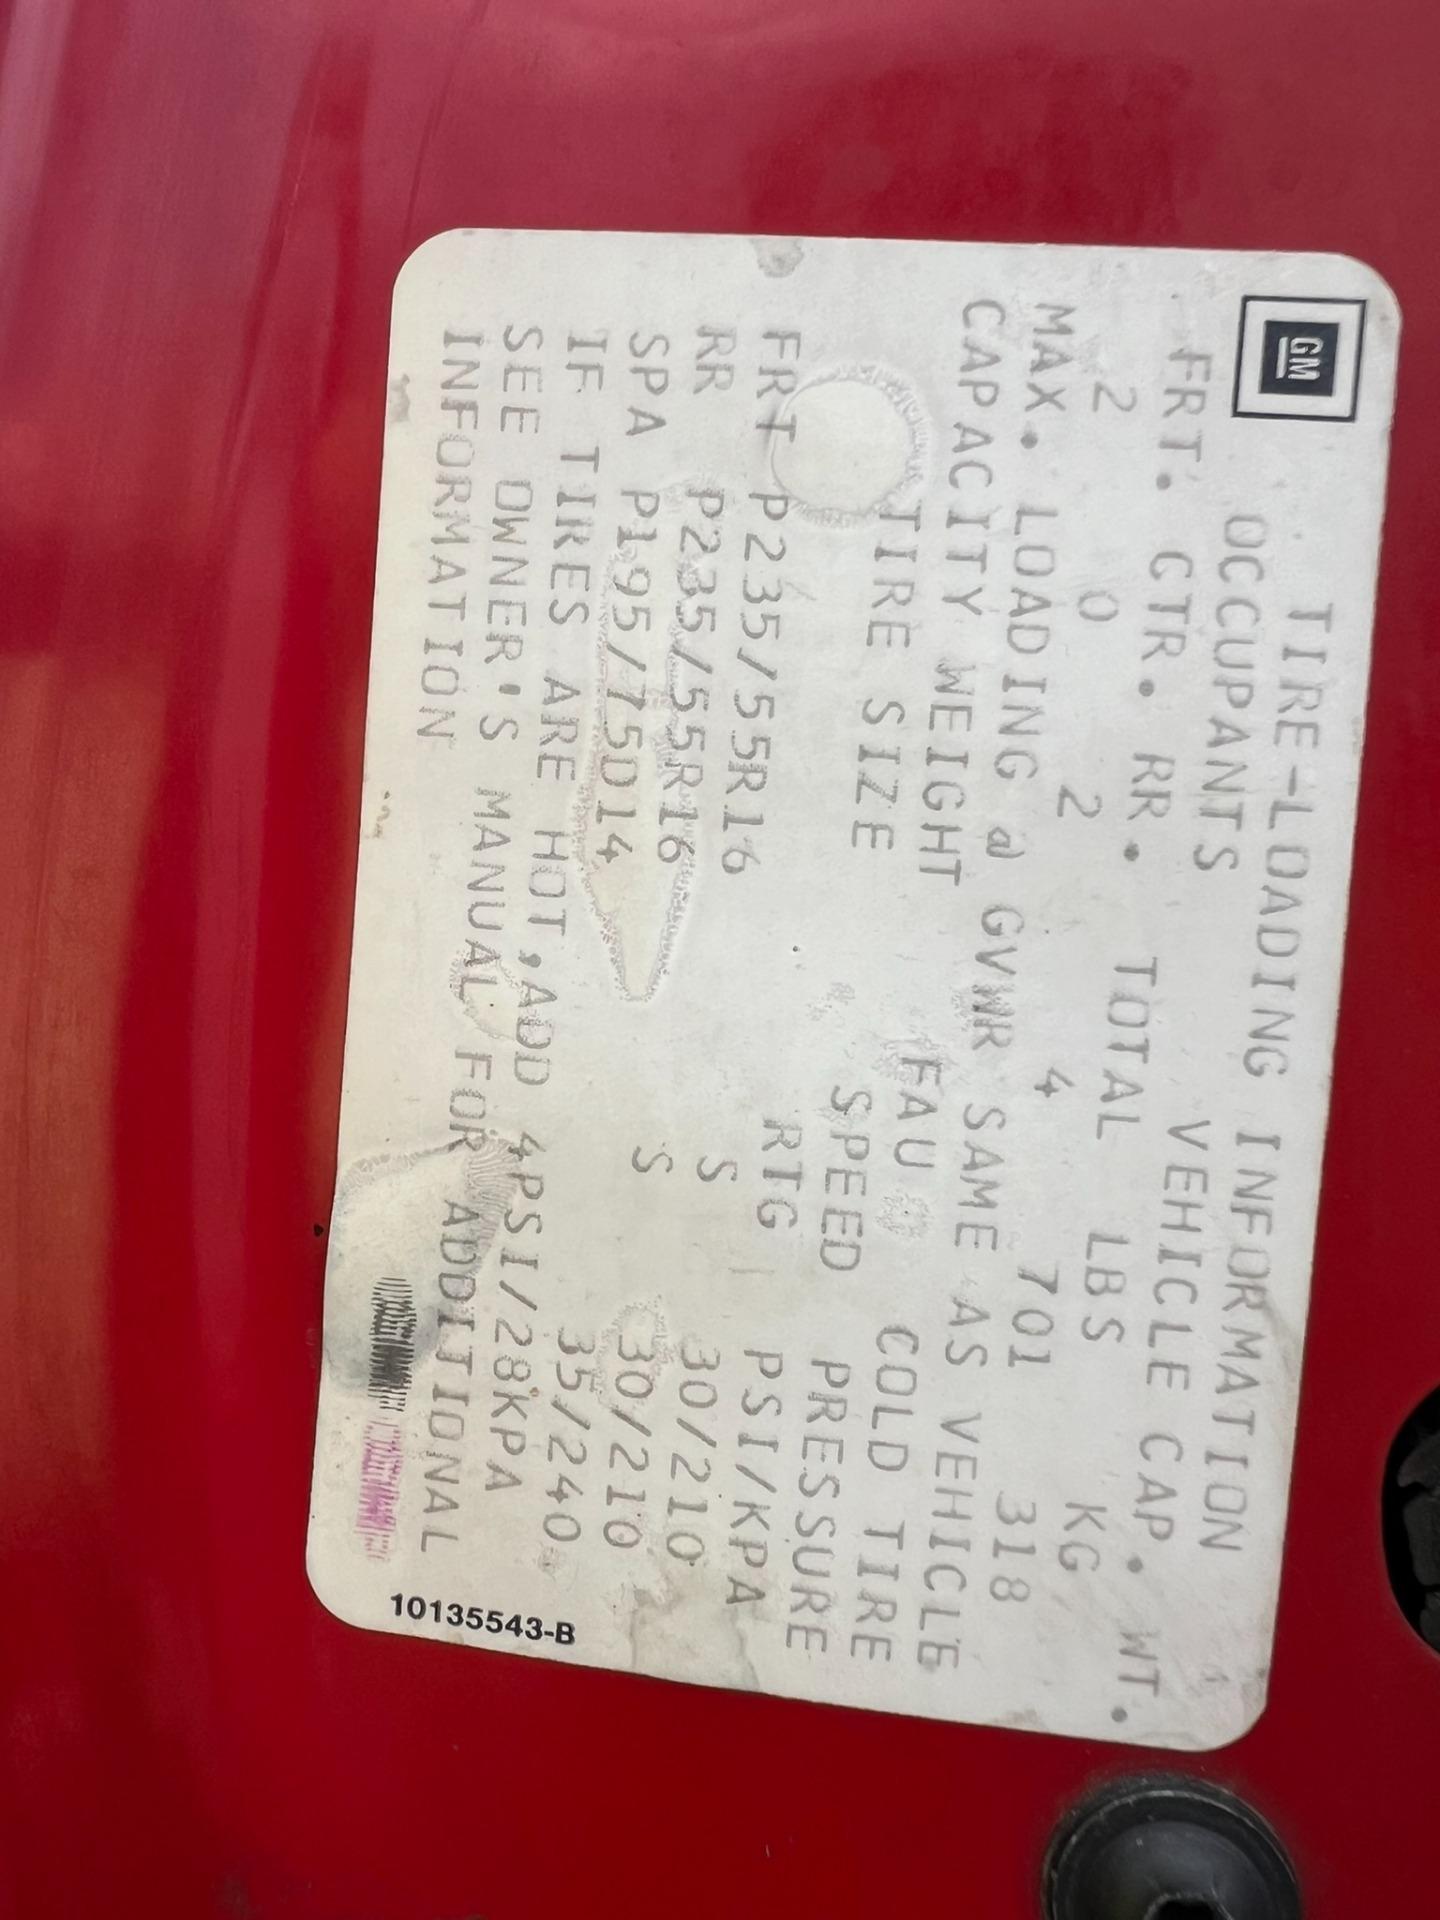 GM
TIRE-LOADING INFORMATION
OCCUPANTS VEHICLE CAP. WT.
FRT. CTR. RR. TOTAL LBS KG
2 0 2 4 701 318
MAX. LOADING @ GVWR SAME AS VEHICLE
CAPACITY WEIGHT FAU COLD TIRE
TIRE SIZE SPEED PRESSURE
RTG PSI/KPA
FRT P235/55R16 S 30/210
RR P235/55R16 S 30/210
SPA P195/75D14 35/240
IF TIRES ARE HOT,ADD 4PSI/28KPA
SEE OWNER'S MANUAL FOR ADDITIONAL
INFORMATION
10135543-B